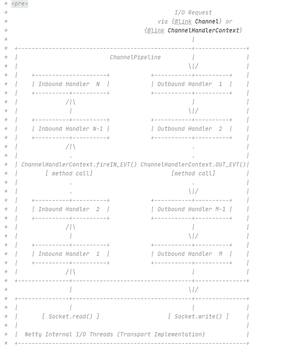 * <pre>
*                                                  I/O Request
*                                             via {@link Channel} or
*                                         {@link ChannelHandlerContext}
*                                                       |
*   +---------------------------------------------------+---------------+
*   |                           ChannelPipeline         |               |
*   |                                                  \|/              |
*   |    +---------------------+            +-----------+----------+    |
*   |    | Inbound Handler  N  |            | Outbound Handler  1  |    |
*   |    +----------+----------+            +-----------+----------+    |
*   |              /|\                                  |               |
*   |               |                                  \|/              |
*   |    +----------+----------+            +-----------+----------+    |
*   |    | Inbound Handler N-1 |            | Outbound Handler  2  |    |
*   |    +----------+----------+            +-----------+----------+    |
*   |              /|\                                  .               |
*   |               .                                   .               |
*   | ChannelHandlerContext.fireIN_EVT() ChannelHandlerContext.OUT_EVT()|
*   |        [ method call]                       [method call]         |
*   |               .                                   .               |
*   |               .                                  \|/              |
*   |    +----------+----------+            +-----------+----------+    |
*   |    | Inbound Handler  2  |            | Outbound Handler M-1 |    |
*   |    +----------+----------+            +-----------+----------+    |
*   |              /|\                                  |               |
*   |               |                                  \|/              |
*   |    +----------+----------+            +-----------+----------+    |
*   |    | Inbound Handler  1  |            | Outbound Handler  M  |    |
*   |    +----------+----------+            +-----------+----------+    |
*   |              /|\                                  |               |
*   +---------------+-----------------------------------+---------------+
*                   |                                  \|/
*   +---------------+-----------------------------------+---------------+
*   |               |                                   |               |
*   |       [ Socket.read() ]                    [ Socket.write() ]     |
*   |                                                                   |
*   |  Netty Internal I/O Threads (Transport Implementation)            |
*   +-------------------------------------------------------------------+